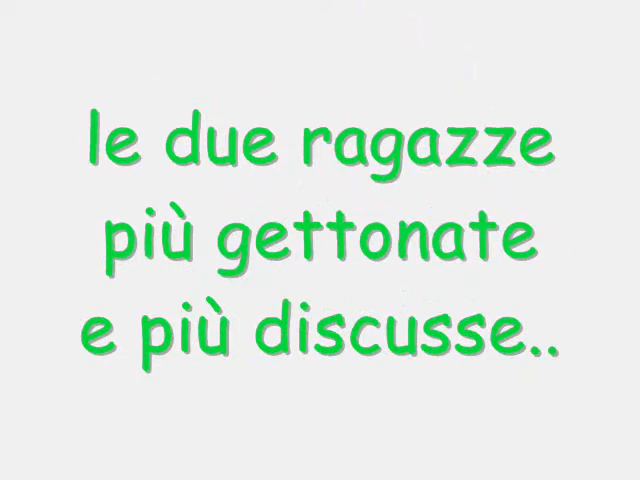 le due ragazze
più gettonate
e più discusse..